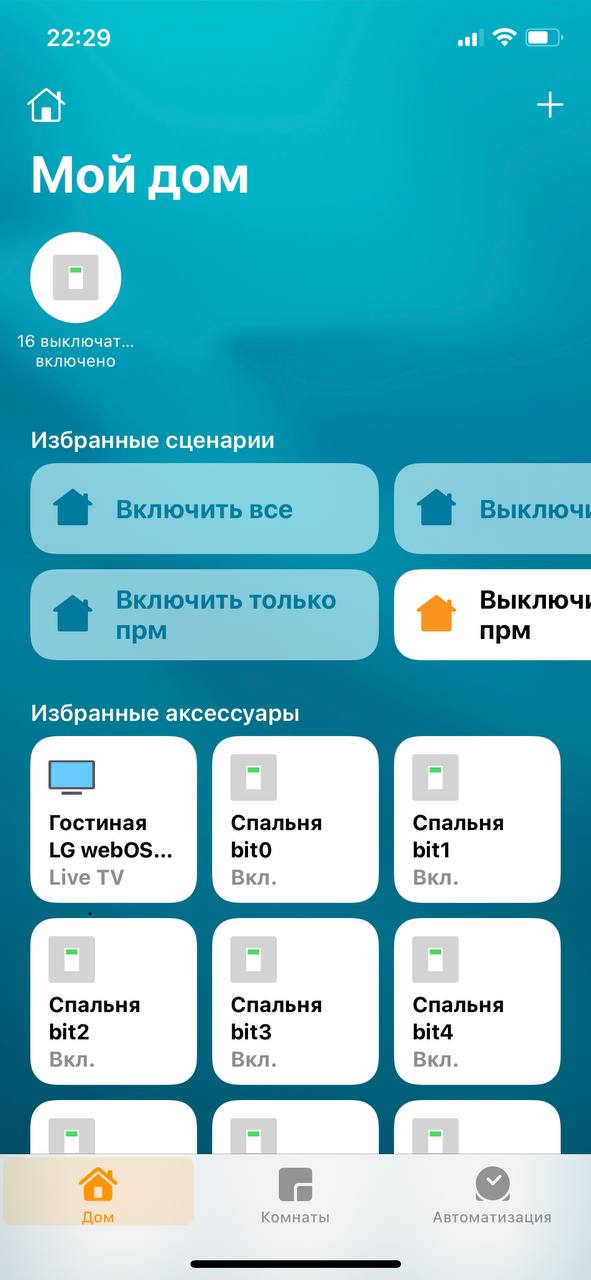 22:29
Мой дом
16 выключат...
включено
Избранные сценарии
Включить все
Выключи
Включить только
прм
Выключи
прм
Избранные аксессуары
Гостиная
LG webOS...
Live TV
Спальня
bit0
Вкл.
Спальня
bit1
Вкл.
Спальня
bit2
Вкл.
Спальня
bit3
Вкл.
Спальня
bit4
Вкл.
Дом
Комнаты
Автоматизация